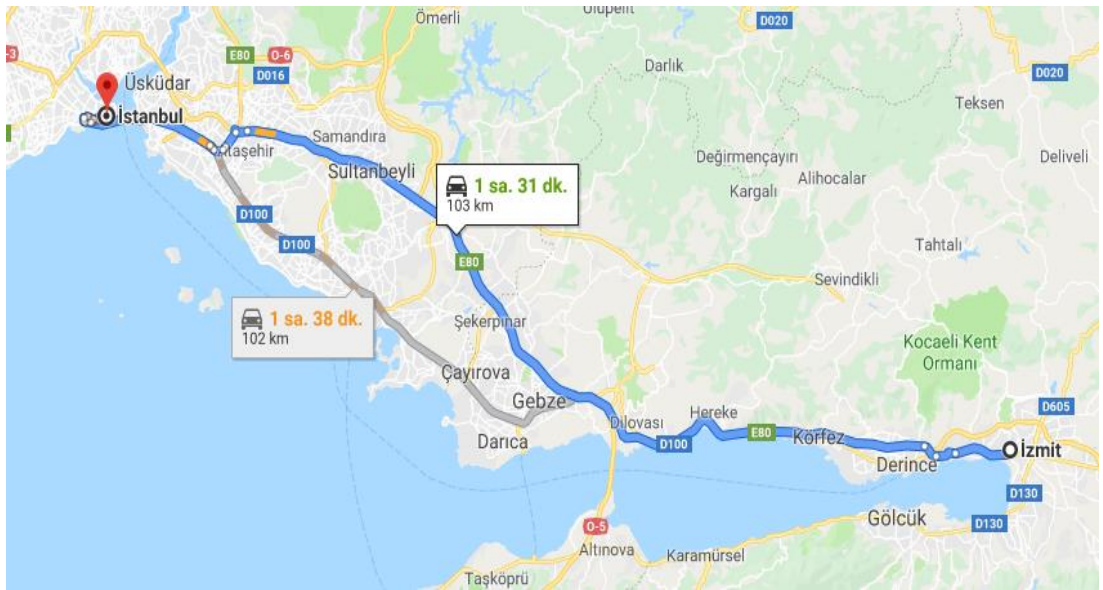 Ömerli
Ulupelit
D020
-3
E80
O-6
D016
Üsküdar
Darlık
D020
Teksen
İstanbul
Ataşehir
Samandıra
Sultanbeyli
Değirmençayırı
Alihocalar
Deliveli
Kargalı
1 sa. 31 dk.
103 km
D100
D100
E80
Tahtalı
Sevindikli
1 sa. 38 dk.
102 km
Şekerpınar
Kocaeli Kent
Ormanı
Çayırova
Gebze
Darıca
Dilovası
Hereke
D100
E80
Körfez
D605
İzmit
Derince
D130
Gölcük
D130
O-5
Altınova
Karamürsel
Taşköprü